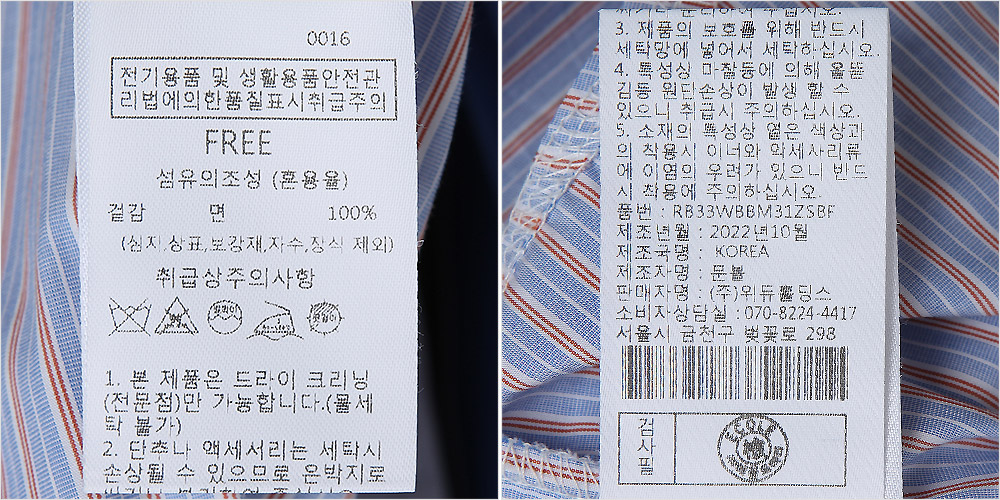 0016
전기용품 및 생활용품안전관
리법에의한품질표시취급주의
FREE
섬유의조성 (혼용율)
겉감 면 100%
(심지,상표,보강재,자수,장식 제외)
취급상주의사항
1. 본 제품은 드라이 크리닝
(전문점)만 가능합니다.(물세
탁 불가)
2. 단추나 액세서리는 세탁시
손상될 수 있으므로 은박지로
3. 제품의 보호를 위해 반드시
세탁망에 넣어서 세탁하십시오.
4. 특성상 마찰등에 의해 올뜯
김등 원단손상이 발생 할 수
있으니 취급시 주의하십시오.
5. 소재의 특성상 옅은 색상과
의 착용시 이너와 악세사리류
에 이염의 우려가 있으니 반드
시 착용에 주의하십시오.
품번 : RB33WBBM31ZSBF
제조년월 : 2022년10월
제조국명 : KOREA
제조자명 : 문볼
판매자명 : (주)위듀홀딩스
소비자상담실 :070-8224-4417
서울시 금천구 벚꽃로 298
검
사
필